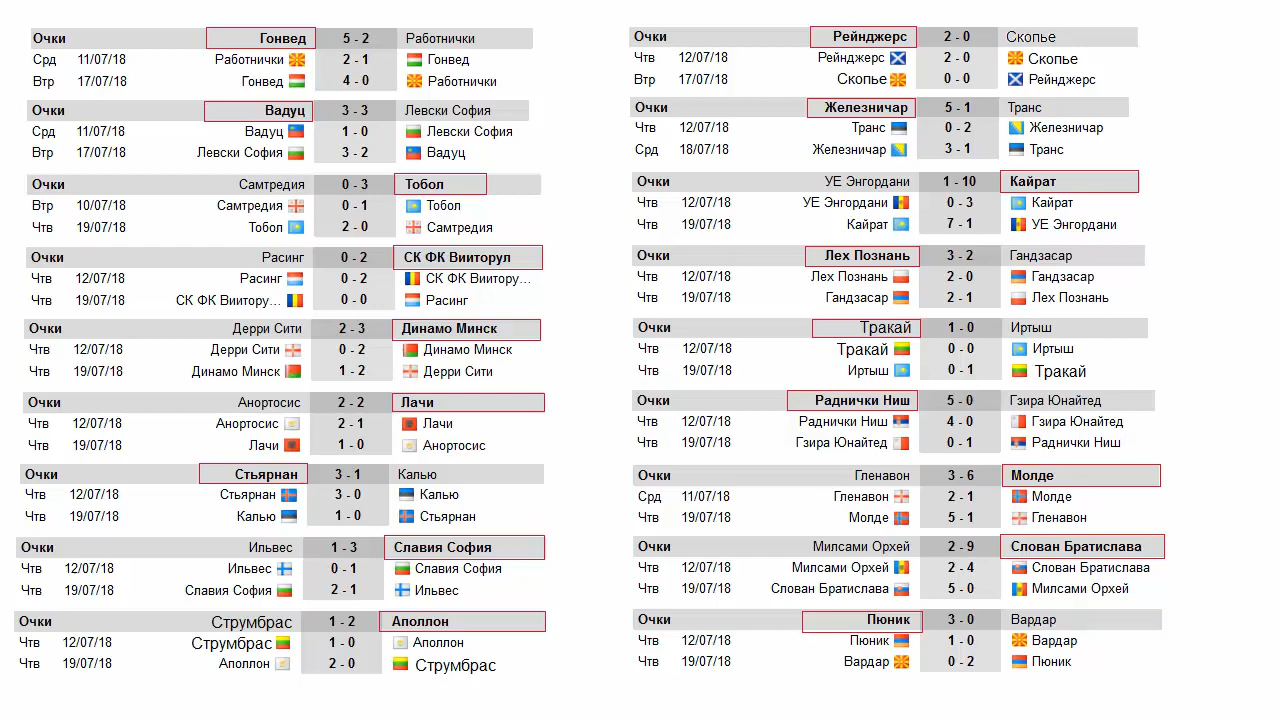 Очки Гонвед 5 - 2 Работнички
Срд 11/07/18 Работнички 2 - 1 Гонвед
Втр 17/07/18 Гонвед 4 - 0 Работнички
Очки Вадуц 3 - 3 Левски София
Срд 11/07/18 Вадуц 1 - 0 Левски София
Втр 17/07/18 Левски София 3 - 2 Вадуц
Очки Самтредия 0 - 3 Тобол
Втр 10/07/18 Самтредия 0 - 1 Тобол
Чтв 19/07/18 Тобол 2 - 0 Самтредия
Очки Расинг 0 - 2 СК ФК Вииторул
Чтв 12/07/18 Расинг 0 - 2 СК ФК Виитору...
Чтв 19/07/18 СК ФК Виитору... 0 - 0 Расинг
Очки Дерри Сити 2 - 3 Динамо Минск
Чтв 12/07/18 Дерри Сити 0 - 2 Динамо Минск
Чтв 19/07/18 Динамо Минск 1 - 2 Дерри Сити
Очки Анортосис 2 - 2 Лачи
Чтв 12/07/18 Анортосис 2 - 1 Лачи
Чтв 19/07/18 Лачи 1 - 0 Анортосис
Очки Стьярнан 3 - 1 Калью
Чтв 12/07/18 Стьярнан 3 - 0 Калью
Чтв 19/07/18 Калью 1 - 0 Стьярнан
Очки Ильвес 1 - 3 Славия София
Чтв 12/07/18 Ильвес 0 - 1 Славия София
Чтв 19/07/18 Славия София 2 - 1 Ильвес
Очки Струмбрас 1 - 2 Аполлон
Чтв 12/07/18 Струмбрас 1 - 0 Аполлон
Чтв 19/07/18 Аполлон 2 - 0 Струмбрас
Очки Рейнджерс 2 - 0 Скопье
Чтв 12/07/18 Рейнджерс 2 - 0 Скопье
Втр 17/07/18 Скопье 0 - 0 Рейнджерс
Очки Железничар 5 - 1 Транс
Чтв 12/07/18 Транс 0 - 2 Железничар
Срд 18/07/18 Железничар 3 - 1 Транс
Очки УЕ Энгордани 1 - 10 Кайрат
Чтв 12/07/18 УЕ Энгордани 0 - 3 Кайрат
Чтв 19/07/18 Кайрат 7 - 1 УЕ Энгордани
Очки Лех Познань 3 - 2 Гандзасар
Чтв 12/07/18 Лех Познань 2 - 0 Гандзасар
Чтв 19/07/18 Гандзасар 2 - 1 Лех Познань
Очки Тракай 1 - 0 Иртыш
Чтв 12/07/18 Тракай 0 - 0 Иртыш
Чтв 19/07/18 Иртыш 0 - 1 Тракай
Очки Раднички Ниш 5 - 0 Гзира Юнайтед
Чтв 12/07/18 Раднички Ниш 4 - 0 Гзира Юнайтед
Чтв 19/07/18 Гзира Юнайтед 0 - 1 Раднички Ниш
Очки Гленавон 3 - 6 Молде
Срд 11/07/18 Гленавон 2 - 1 Молде
Чтв 19/07/18 Молде 5 - 1 Гленавон
Очки Милсами Орхей 2 - 9 Слован Братислава
Чтв 12/07/18 Милсами Орхей 2 - 4 Слован Братислава
Чтв 19/07/18 Слован Братислава 5 - 0 Милсами Орхей
Очки Пюник 3 - 0 Вардар
Чтв 12/07/18 Пюник 1 - 0 Вардар
Чтв 19/07/18 Вардар 0 - 2 Пюник